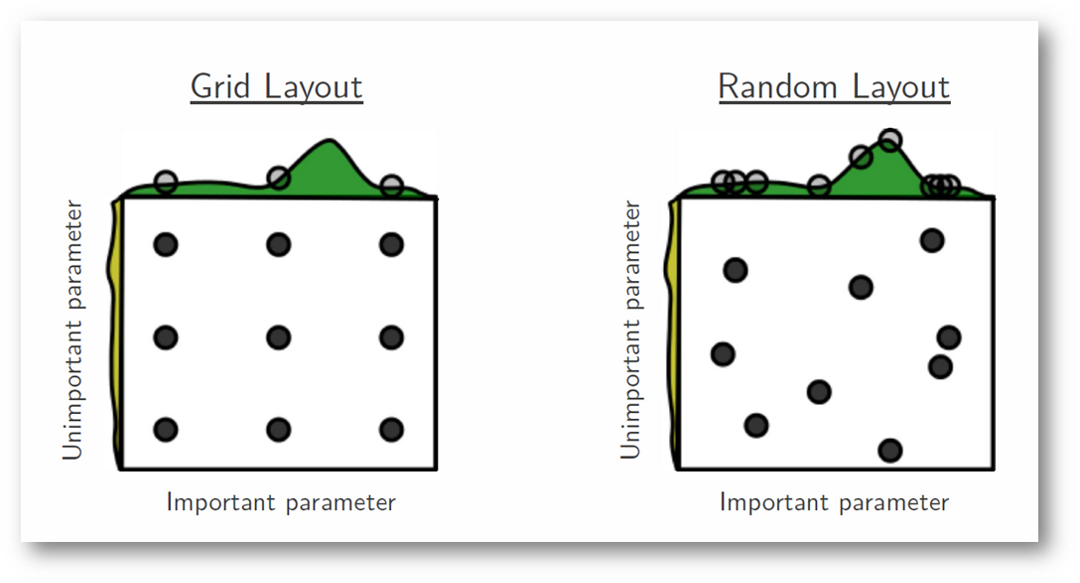 Grid Layout
Unimportant parameter
Important parameter
Random Layout
Unimportant parameter
Important parameter